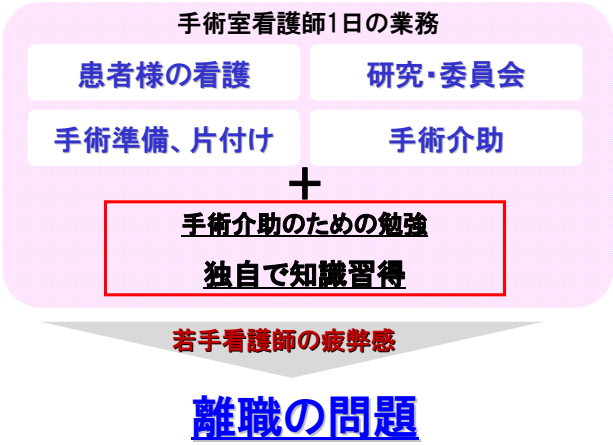 手術室看護師1日の業務
患者様の看護
研究・委員会
手術準備、片付け
手術介助
＋
手術介助のための勉強
独自で知識習得
若手看護師の疲弊感
離職の問題